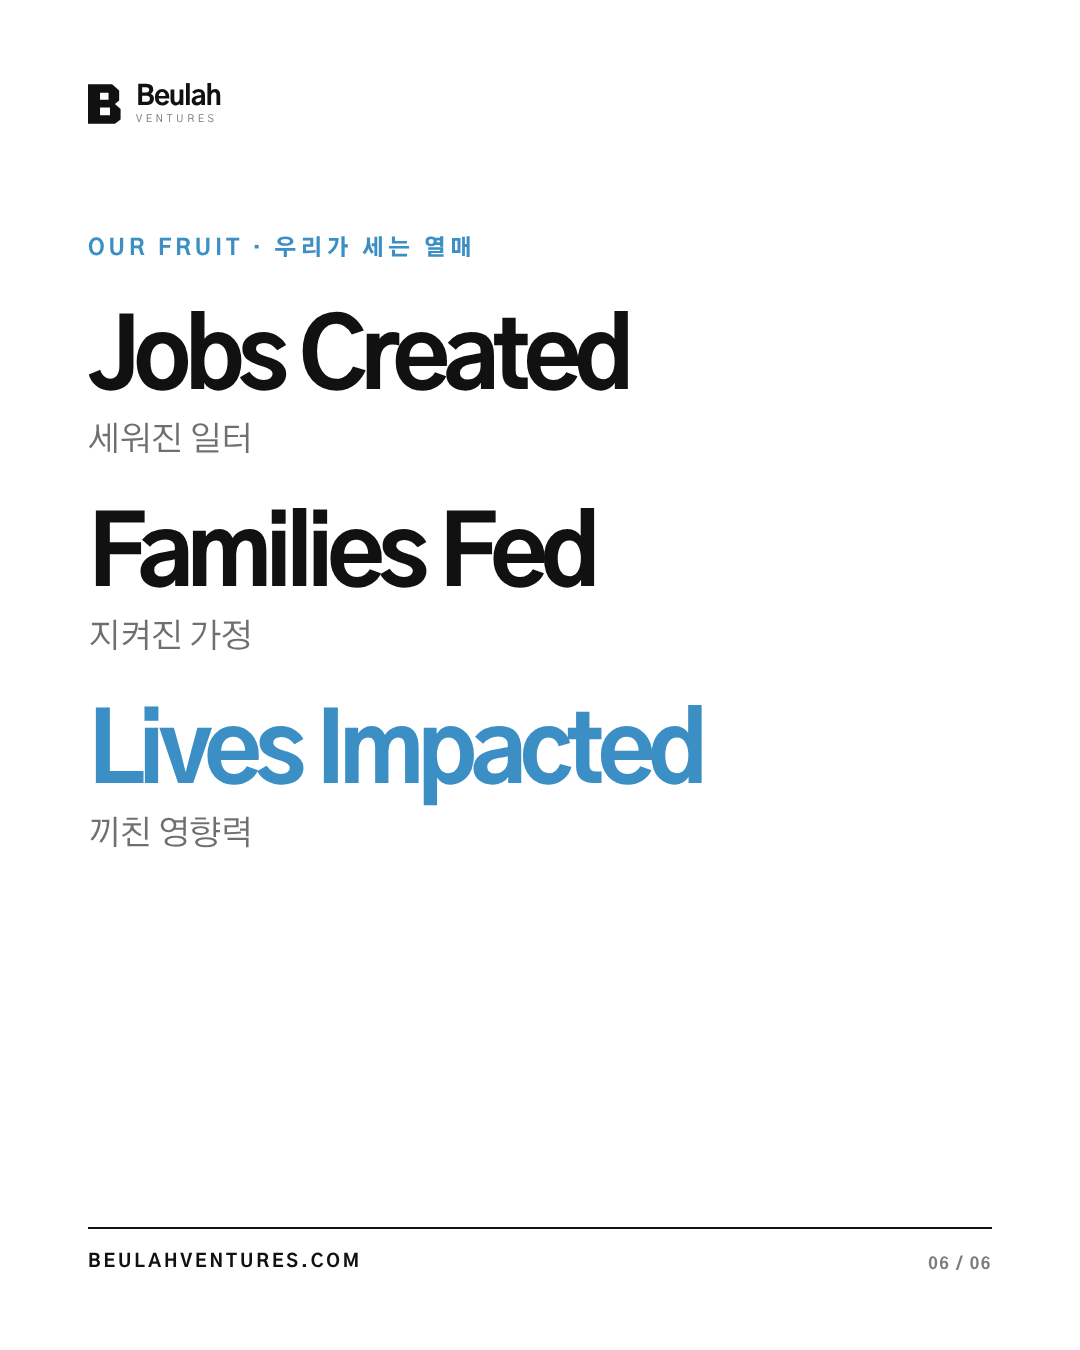 Beulah
VENTURES
OUR FRUIT · 우리가 세는 열매
Jobs Created
세워진 일터
Families Fed
지켜진 가정
Lives Impacted
끼친 영향력
BEULAHVENTURES.COM
06 / 06